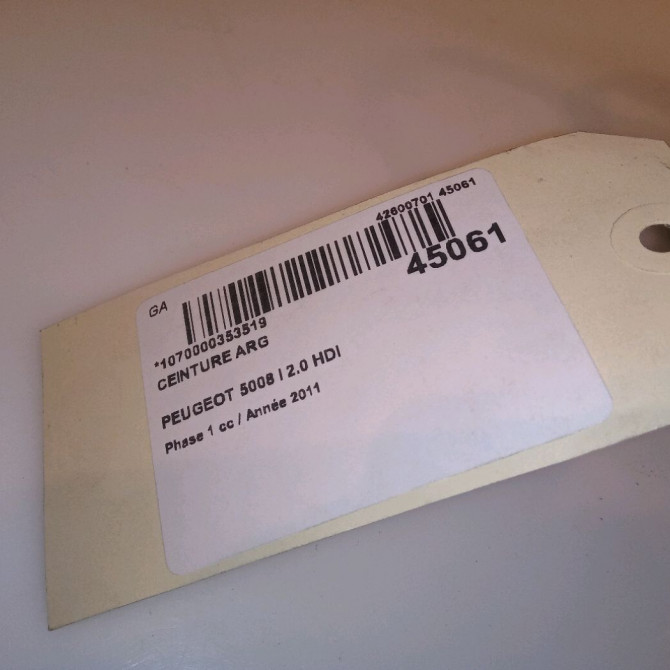 42600701 45061
GA
45061
*1070000353519
CEINTURE ARG
PEUGEOT 5008 I 2.0 HDI
Phase 1 cc / Année 2011